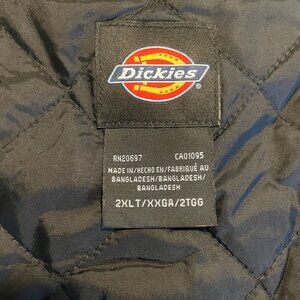 Dickies
RN20697 CA01095
MADE IN/HECHO EN/FABRIQUÉ AU
BANGLADESH/BANGLADESH/
BANGLADESH
2XLT/XXGA/2TGG